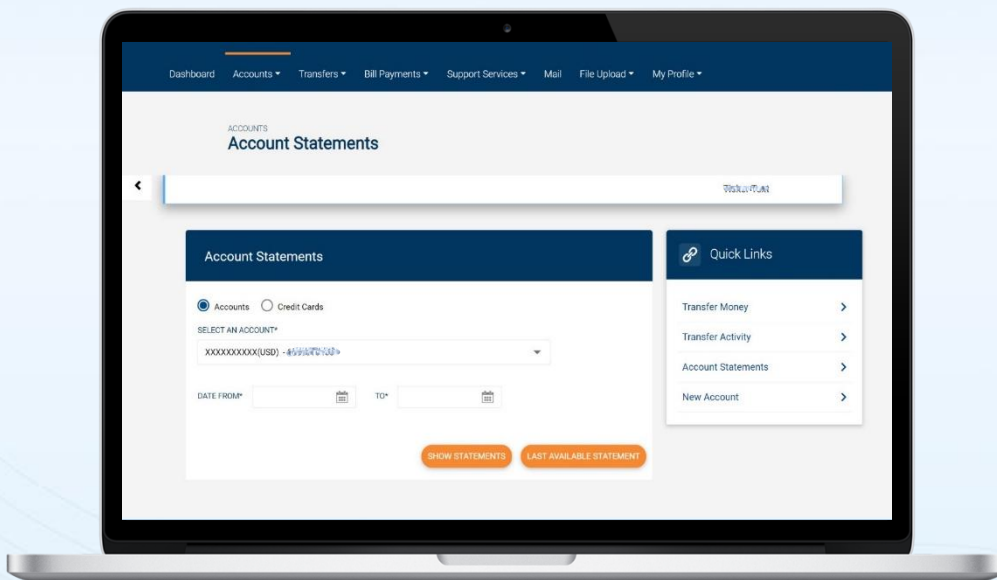 Dashboard Accounts Transfers Bill Payments Support Services Mail File Upload My Profile
ACCOUNTS
Account Statements
Account Statements
Accounts Credit Cards
SELECT AN ACCOUNT*
XXXXXXXXXX(USD) -
DATE FROM* TO*
SHOW STATEMENTS LAST AVAILABLE STATEMENT
Quick Links
Transfer Money
Transfer Activity
Account Statements
New Account